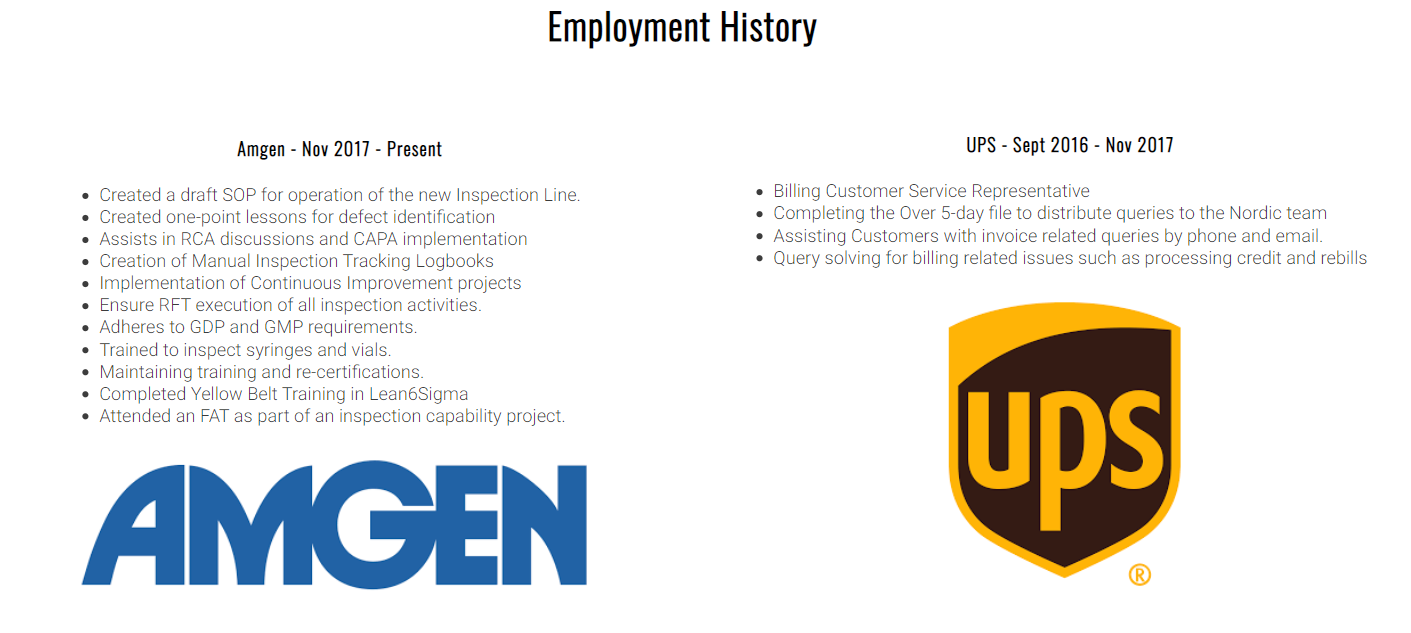 Employment History
Amgen - Nov 2017 - Present
Created a draft SOP for operation of the new Inspection Line.
Created one-point lessons for defect identification
Assists in RCA discussions and CAPA implementation
Creation of Manual Inspection Tracking Logbooks
Implementation of Continuous Improvement projects
Ensure RFT execution of all inspection activities.
Adheres to GDP and GMP requirements.
Trained to inspect syringes and vials.
Maintaining training and re-certifications.
Completed Yellow Belt Training in Lean6Sigma
Attended an FAT as part of an inspection capability project.
AMGEN
UPS - Sept 2016 - Nov 2017
Billing Customer Service Representative
Completing the Over 5-day file to distribute queries to the Nordic team
Assisting Customers with invoice related queries by phone and email.
Query solving for billing related issues such as processing credit and rebills
ups
®